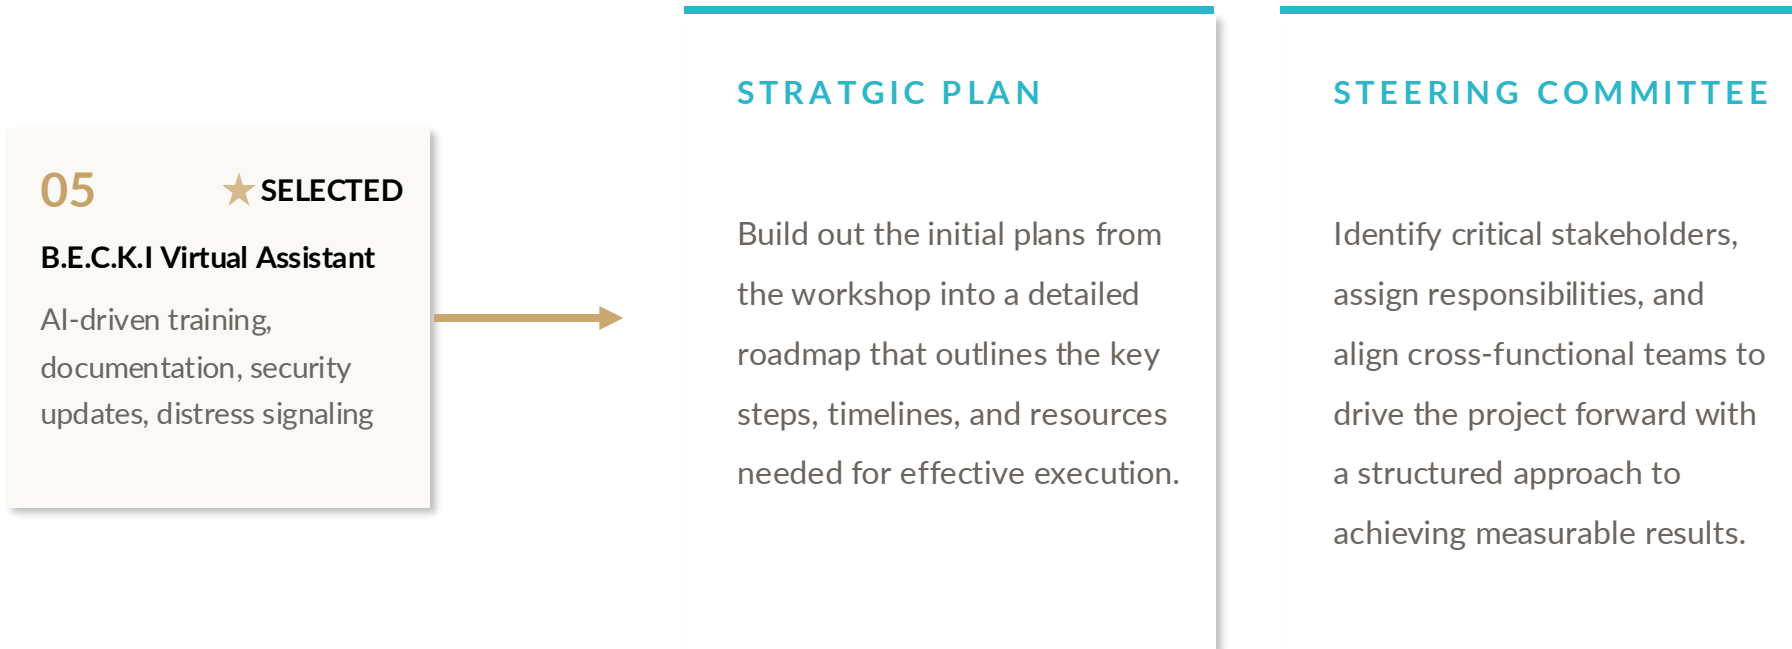 05
SELECTED
B.E.C.K.I Virtual Assistant
AI-driven training,
documentation, security
updates, distress signaling
STRATGIC PLAN
Build out the initial plans from
the workshop into a detailed
roadmap that outlines the key
steps, timelines, and resources
needed for effective execution.
STEERING COMMITTEE
Identify critical stakeholders,
assign responsibilities, and
align cross-functional teams to
drive the project forward with
a structured approach to
achieving measurable results.